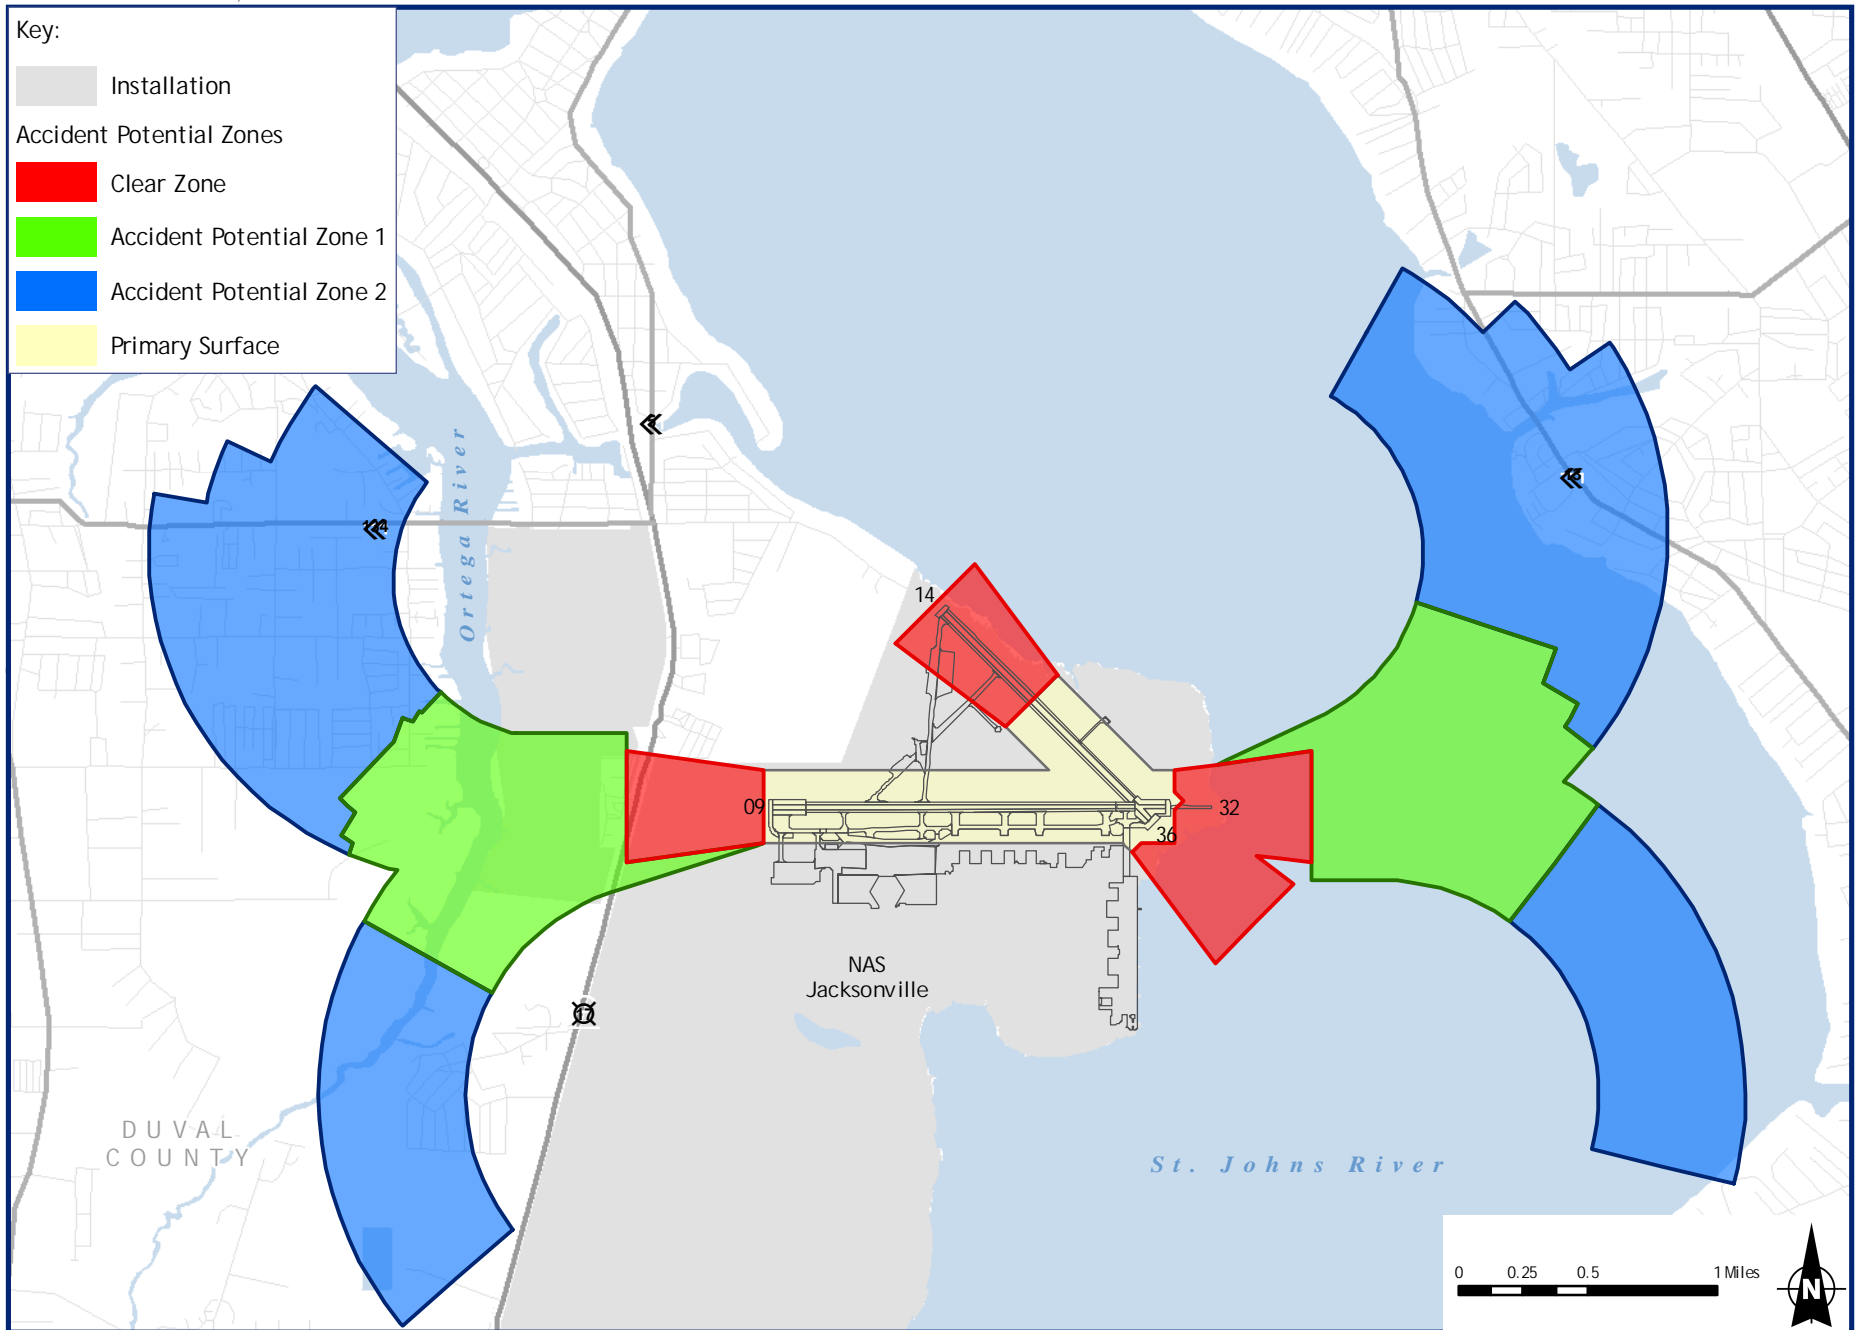 Key:
Installation
Accident Potential Zones
Clear Zone
Accident Potential Zone 1
Accident Potential Zone 2
Primary Surface
Ortega River
14
09
32
36
NAS
Jacksonville
17
DUVAL
COUNTY
St. Johns River
0 0.25 0.5 1 Miles
N